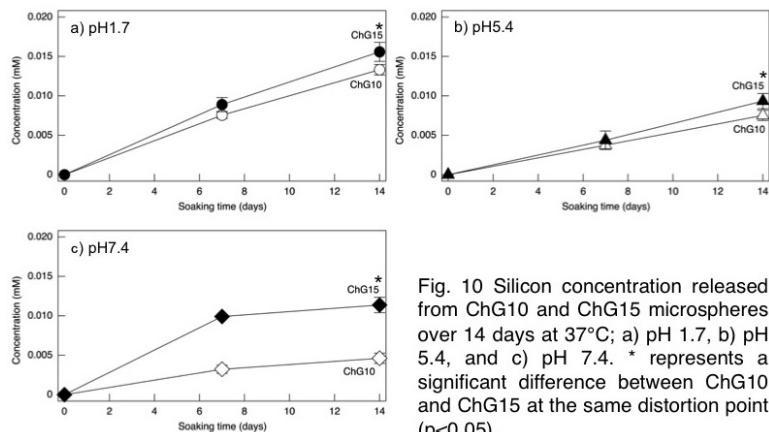 a) pH1.7
*
0.020
0.015
0.010
0.005
0
Concentration (mM)
ChG15
ChG10
0 2 4 6 8 10 12 14
Soaking time (days)
b) pH5.4
*
0.020
0.015
0.010
0.005
0
Concentration (mM)
ChG15
ChG10
0 2 4 6 8 10 12 14
Soaking time (days)
c) pH7.4
*
0.020
0.015
0.010
0.005
0
Concentration (mM)
ChG15
ChG10
0 2 4 6 8 10 12 14
Soaking time (days)
Fig. 10 Silicon concentration released
from ChG10 and ChG15 microspheres
over 14 days at 37°C; a) pH 1.7, b) pH
5.4, and c) pH 7.4. * represents a
significant difference between ChG10
and ChG15 at the same distortion point
(p<0.05)